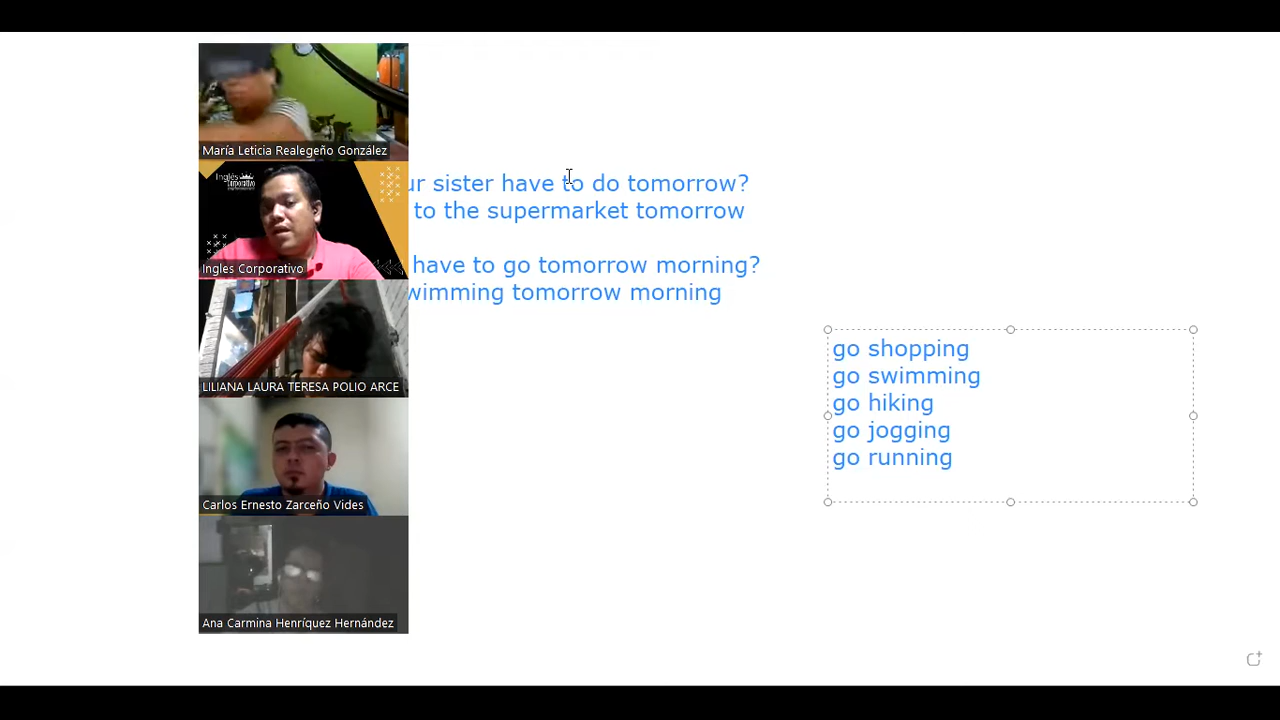 María Leticia Realegeño González
Inglés
Corporativo
Ingles Corporativo
LILIANA LAURA TERESA POLIO ARCE
Carlos Ernesto Zarceño Vides
Ana Carmina Henríquez Hernández
ur sister have to do tomorrow?
to the supermarket tomorrow
have to go tomorrow morning?
wimming tomorrow morning
go shopping
go swimming
go hiking
go jogging
go running